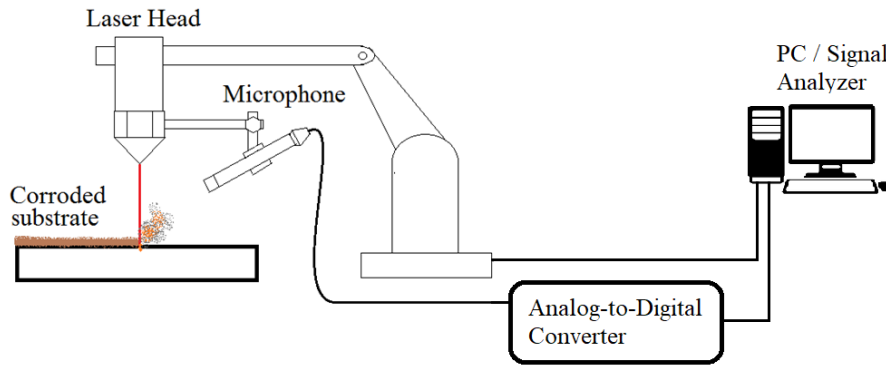 Laser Head
Microphone
PC / Signal
Analyzer
Corroded
substrate
Analog-to-Digital
Converter